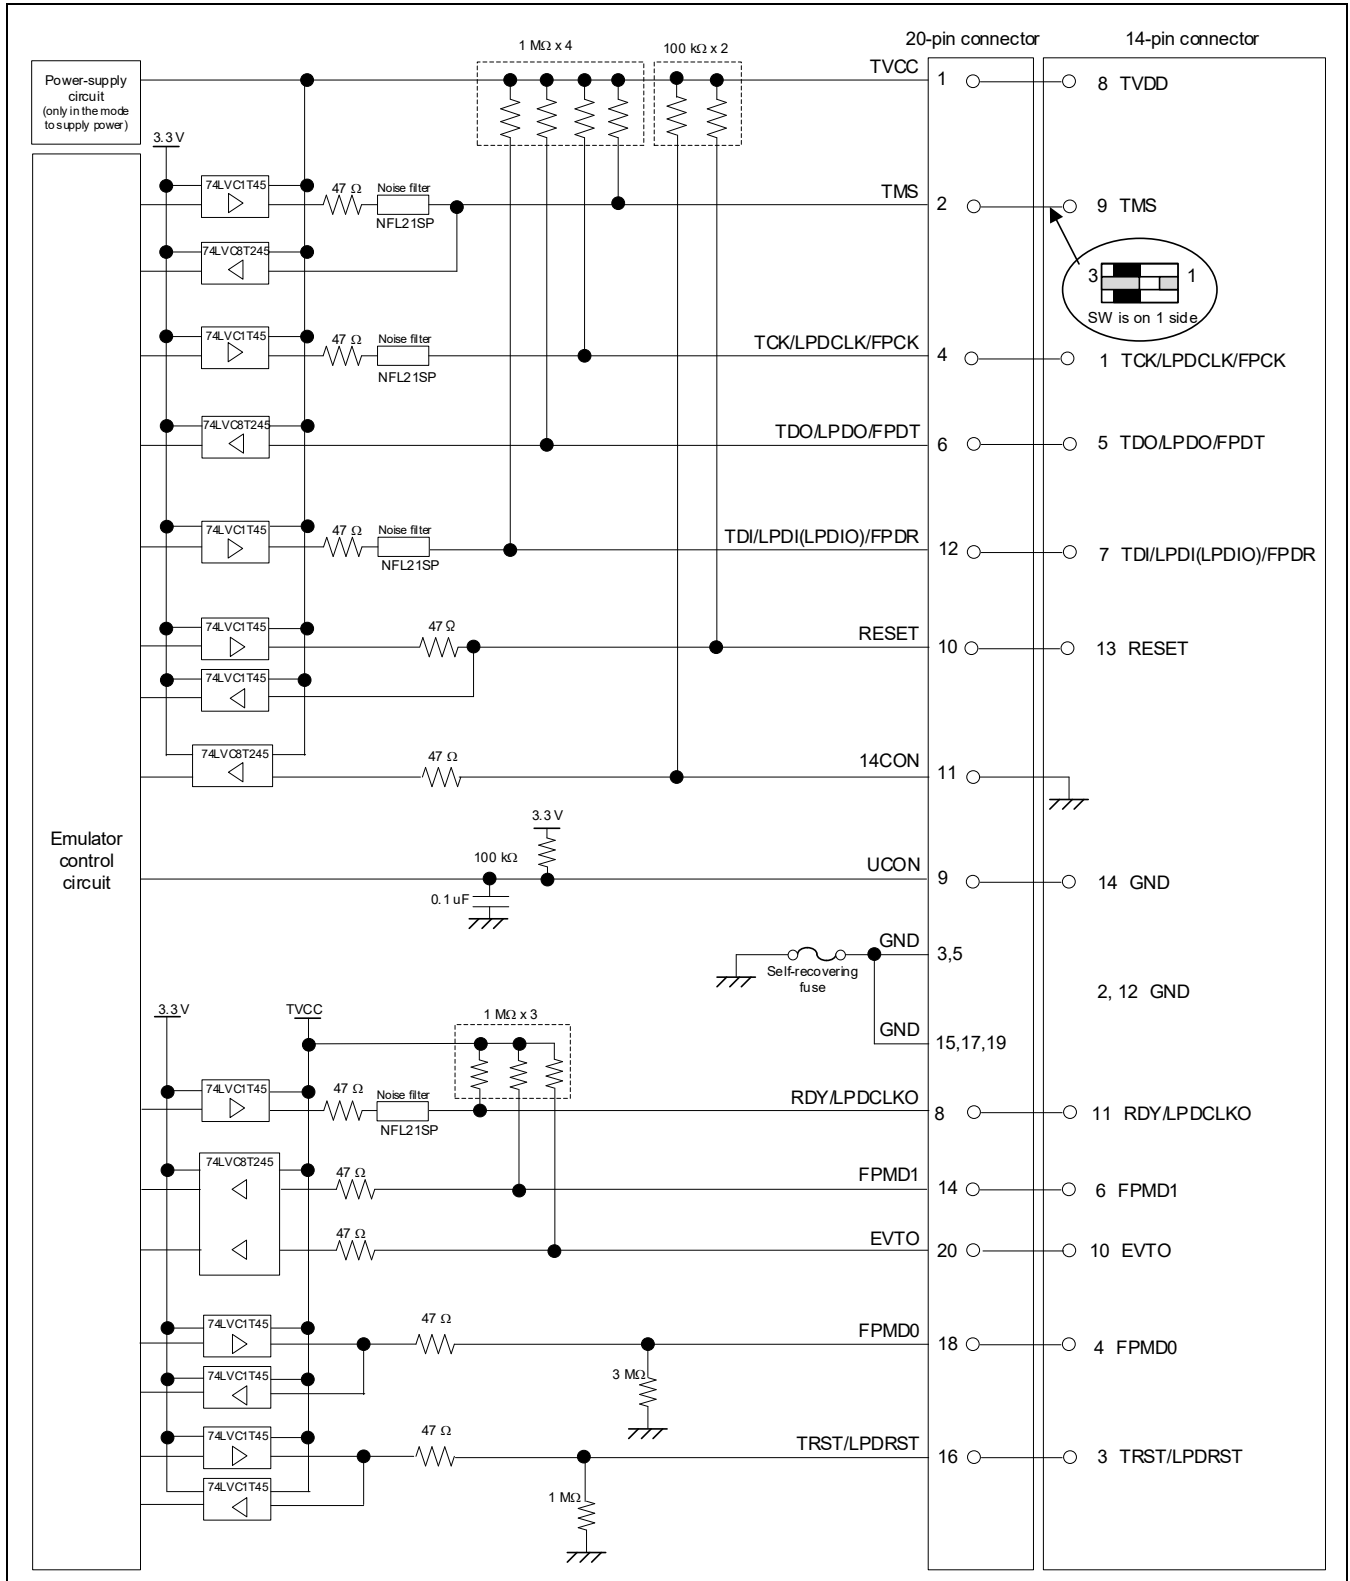 20-pin connector
14-pin connector
1 MΩ x 4
100 kΩ x 2
Power-supply
circuit
(only in the mode
to supply power)
TVCC
1
8 TVDD
3.3 V
74LVC1T45
47 Ω
Noise filter
NFL21SP
TMS
2
9 TMS
74LVC8T245
3
1
SW is on 1 side
74LVC1T45
47 Ω
Noise filter
NFL21SP
TCK/LPDCLK/FPCK
4
1 TCK/LPDCLK/FPCK
74LVC8T245
TDO/LPDO/FPDT
6
5 TDO/LPDO/FPDT
74LVC1T45
47 Ω
Noise filter
NFL21SP
TDI/LPDI(LPDIO)/FPDR
12
7 TDI/LPDI(LPDIO)/FPDR
74LVC1T45
47 Ω
RESET
10
13 RESET
74LVC1T45
74LVC8T245
47 Ω
14CON
11
Emulator
control
circuit
3.3 V
100 kΩ
0.1 uF
UCON
9
14 GND
GND
3,5
Self-recovering
fuse
2, 12 GND
GND
15,17,19
3.3 V
TVCC
1 MΩ x 3
74LVC1T45
47 Ω
Noise filter
NFL21SP
RDY/LPDCLKO
8
11 RDY/LPDCLKO
74LVC8T245
47 Ω
FPMD1
14
6 FPMD1
47 Ω
EVTO
20
10 EVTO
74LVC1T45
47 Ω
FPMD0
18
4 FPMD0
74LVC1T45
3 MΩ
74LVC1T45
47 Ω
TRST/LPDRST
16
3 TRST/LPDRST
74LVC1T45
1 MΩ